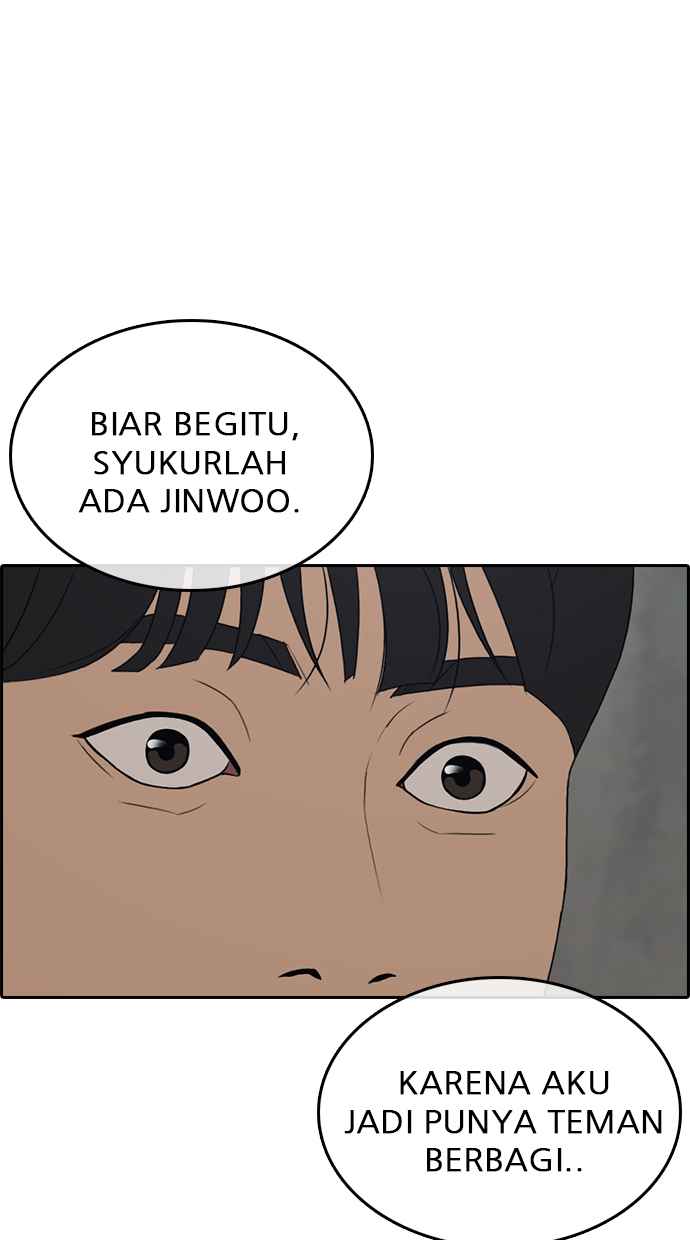 BIAR BEGITU,
SYUKURLAH
ADA JINWOO.
KARENA AKU
JADI PUNYA TEMAN
BERBAGI..